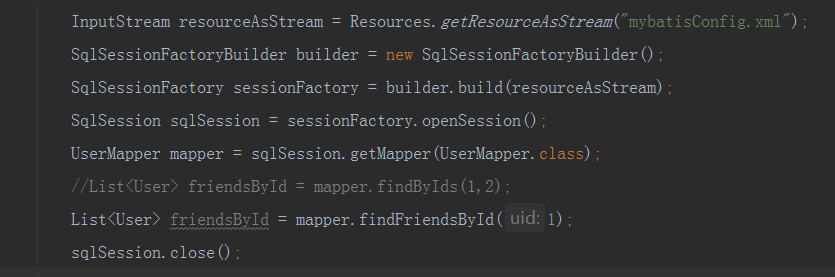 InputStream resourceAsStream = Resources.getResourceAsStream("mybatisConfig.xml");
SqlSessionFactoryBuilder builder = new SqlSessionFactoryBuilder();
SqlSessionFactory sessionFactory = builder.build(resourceAsStream);
SqlSession sqlSession = sessionFactory.openSession();
UserMapper mapper = sqlSession.getMapper(UserMapper.class);
//List<User> friendsById = mapper.findByIds(1,2);
List<User> friendsById = mapper.findFriendsById( uid: 1);
sqlSession.close();